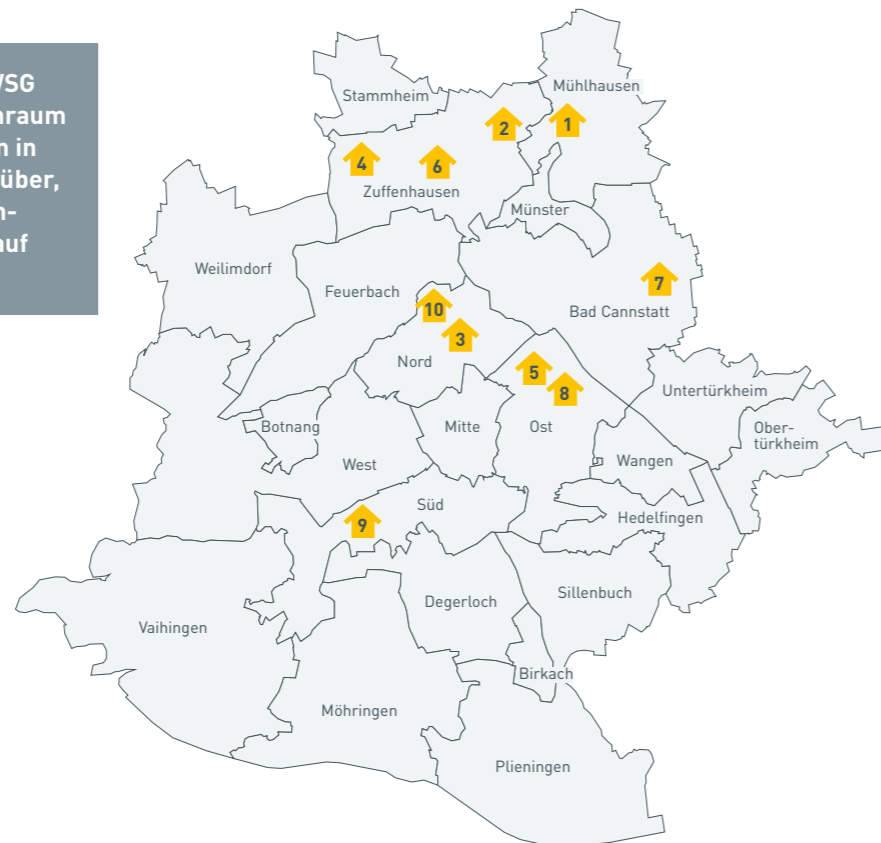 VSG
nraum
n in
über,
n-
auf
Mühlhausen
Stammheim
1
2
4
6
Zuffenhausen
Münster
Weilimdorf
7
Feuerbach
10
Bad Cannstatt
3
Nord
5
8
Untertürkheim
Botnang
Mitte
Ost
Ober-
türkheim
West
Wangen
Süd
9
Hedelfingen
Degerloch
Sillenbuch
Vaihingen
Birkach
Möhringen
Plieningen